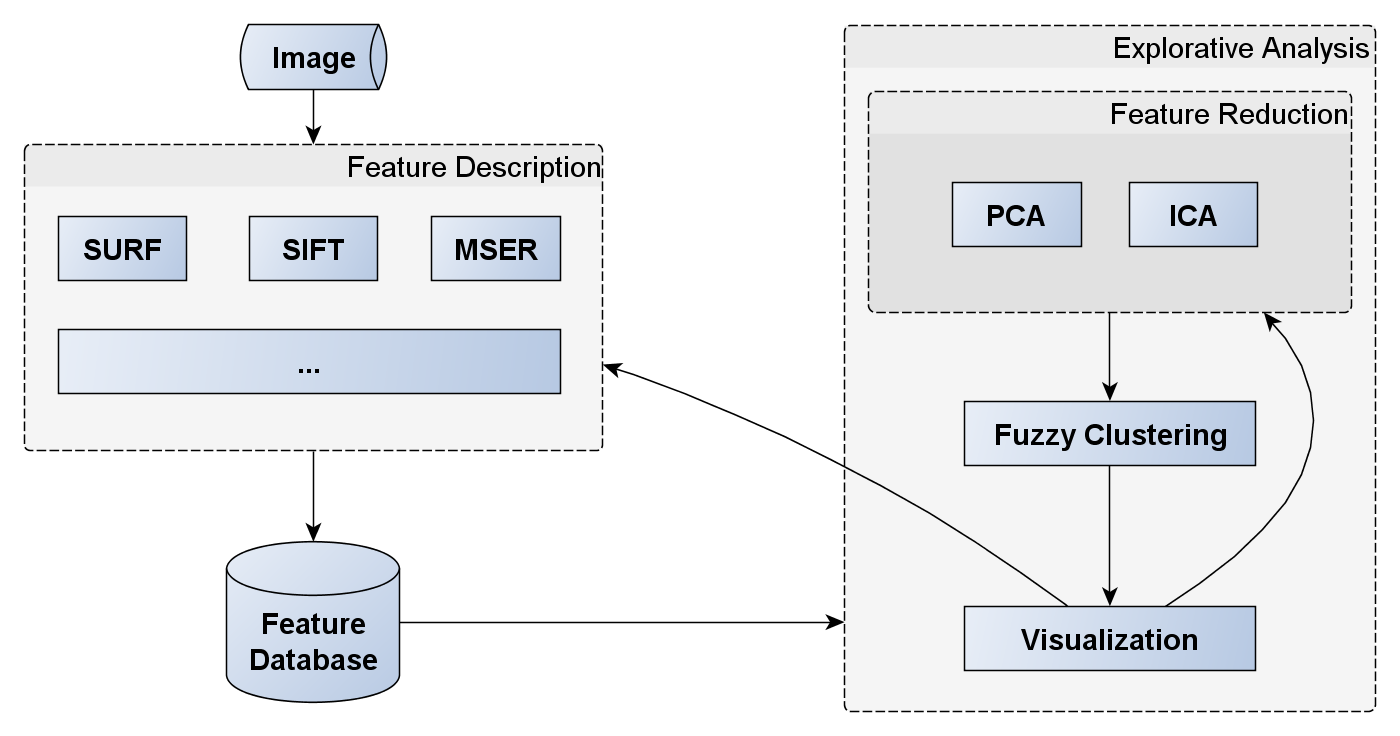 Image
Feature Description
SURF
SIFT
MSER
...
Feature
Database
Explorative Analysis
Feature Reduction
PCA
ICA
Fuzzy Clustering
Visualization